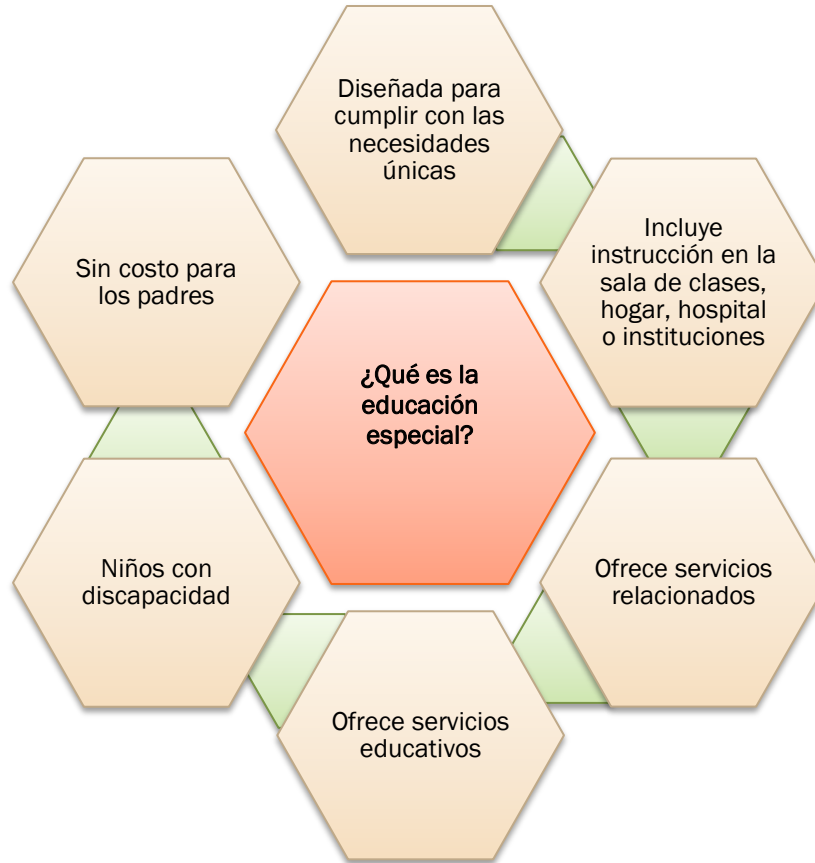 ¿Qué es la
educación
especial?
Diseñada para
cumplir con las
necesidades
únicas
Incluye
instrucción en la
sala de clases,
hogar, hospital
o instituciones
Ofrece servicios
relacionados
Ofrece servicios
educativos
Niños con
discapacidad
Sin costo para
los padres